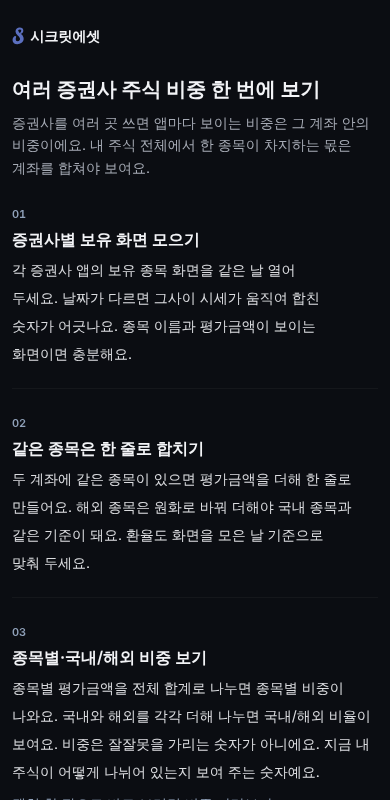 시크릿에셋
여러 증권사 주식 비중 한 번에 보기
증권사를 여러 곳 쓰면 앱마다 보이는 비중은 그 계좌 안의
비중이에요. 내 주식 전체에서 한 종목이 차지하는 몫은
계좌를 합쳐야 보여요.
01
증권사별 보유 화면 모으기
각 증권사 앱의 보유 종목 화면을 같은 날 열어
두세요. 날짜가 다르면 그사이 시세가 움직여 합친
숫자가 어긋나요. 종목 이름과 평가금액이 보이는
화면이면 충분해요.
02
같은 종목은 한 줄로 합치기
두 계좌에 같은 종목이 있으면 평가금액을 더해 한 줄로
만들어요. 해외 종목은 원화로 바꿔 더해야 국내 종목과
같은 기준이 돼요. 환율도 화면을 모은 날 기준으로
맞춰 두세요.
03
종목별·국내/해외 비중 보기
종목별 평가금액을 전체 합계로 나누면 종목별 비중이
나와요. 국내와 해외를 각각 더해 나누면 국내/해외 비율이
보여요. 비중은 잘잘못을 가리는 숫자가 아니에요. 지금 내
주식이 어떻게 나뉘어 있는지 보여 주는 숫자예요.